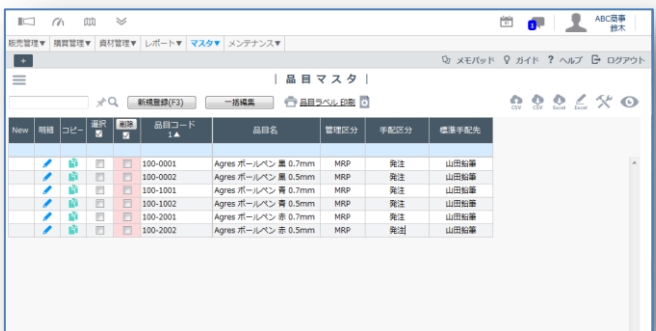 ABC商事
1
鈴木
販売管理▼ 購買管理▼ 資材管理▼ レポート▼ マスタ▼ メンテナンス▼
+ メモパッド ガイド ? ヘルプ ログアウト
| 品目マスタ |
新規登録(F3) 一括編集 品目ラベル 印刷 CSV Excel CSV Excel
New 明細 コピー 選択 削除 品目コード 1▲ 品目名 管理区分 手配区分 標準手配先
100-0001 Agres ボールペン 黒 0.7mm MRP 発注 山田鉛筆
100-0002 Agres ボールペン 黒 0.5mm MRP 発注 山田鉛筆
100-1001 Agres ボールペン 青 0.7mm MRP 発注 山田鉛筆
100-1002 Agres ボールペン 青 0.5mm MRP 発注 山田鉛筆
100-2001 Agres ボールペン 赤 0.7mm MRP 発注 山田鉛筆
100-2002 Agres ボールペン 赤 0.5mm MRP 発注 山田鉛筆